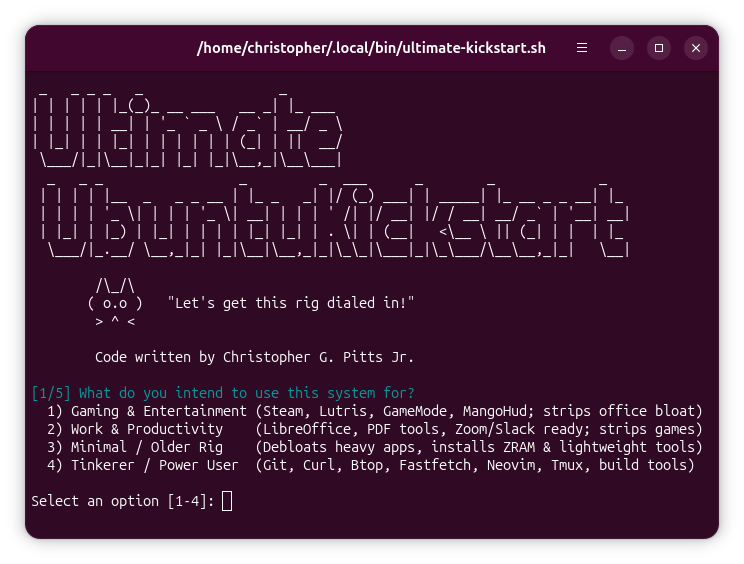 /home/christopher/.local/bin/ultimate-kickstart.sh
Ultimate
Ubuntu Kickstart
/\_/\
( o.o )   "Let's get this rig dialed in!"
> ^ <
Code written by Christopher G. Pitts Jr.
[1/5] What do you intend to use this system for?
1) Gaming & Entertainment (Steam, Lutris, GameMode, MangoHud; strips office bloat)
2) Work & Productivity    (LibreOffice, PDF tools, Zoom/Slack ready; strips games)
3) Minimal / Older Rig    (Debloats heavy apps, installs ZRAM & lightweight tools)
4) Tinkerer / Power User  (Git, Curl, Btop, Fastfetch, Neovim, Tmux, build tools)
Select an option [1-4]: